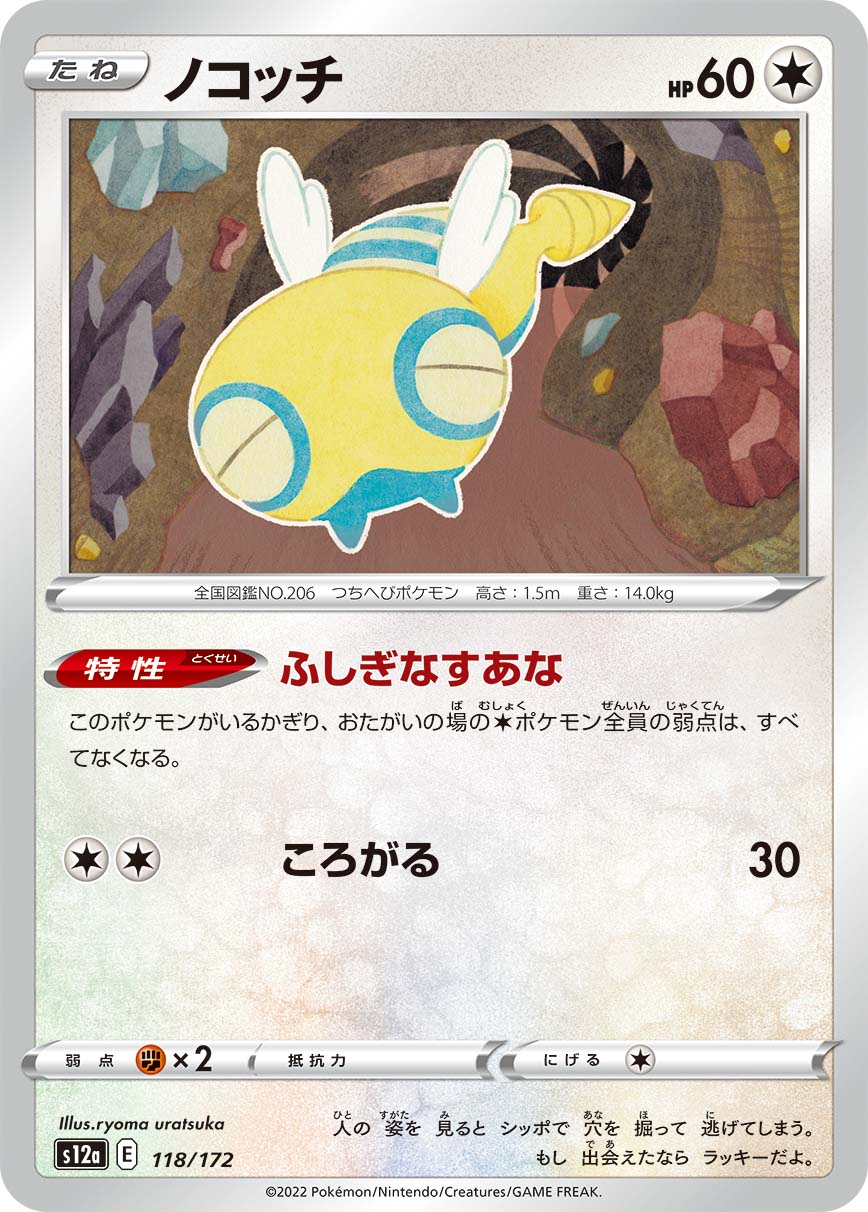 たね ノコッチ HP60
全国図鑑NO.206 つちへびポケモン 高さ：1.5m 重さ：14.0kg
特性 とくせい ふしぎなすあな
このポケモンがいるかぎり、おたがいの場の無色ポケモン全員の弱点は、すべ
てなくなる。
ころがる 30
弱点 ×2 抵抗力 にげる
Illus.ryoma uratsuka
人の 姿を 見ると シッポで 穴を 掘って 逃げてしまう。
もし 出会えたなら ラッキーだよ。
s12a E 118/172
©2022 Pokémon/Nintendo/Creatures/GAME FREAK.